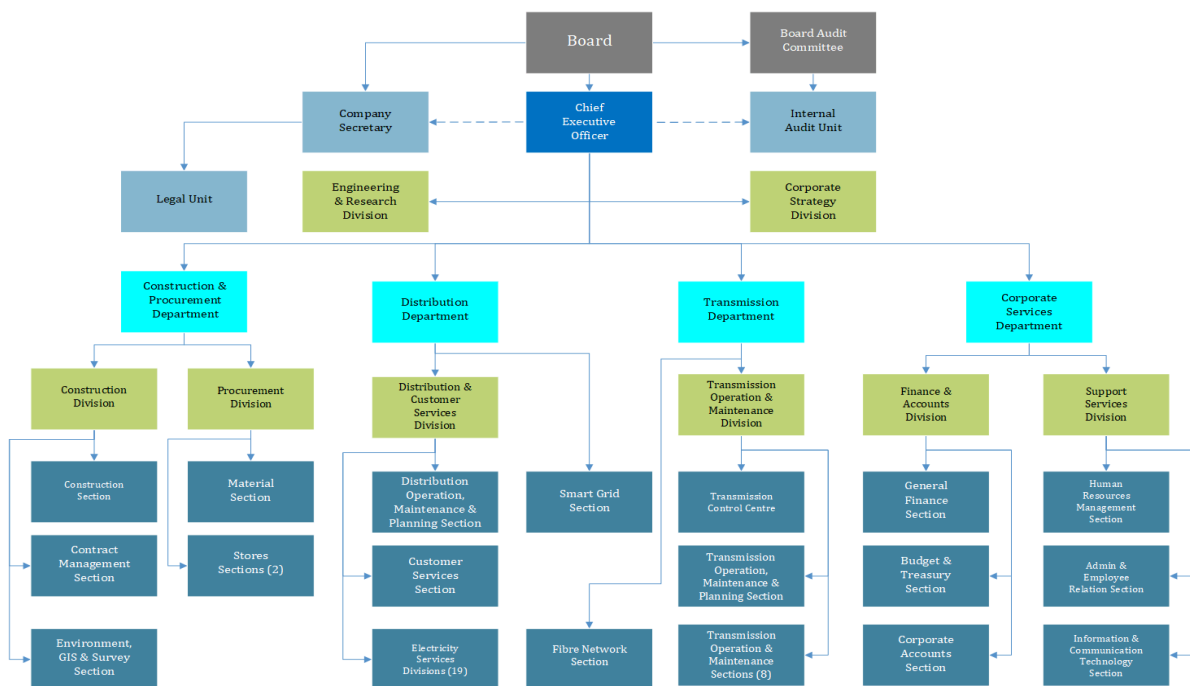 Board
Board Audit
Committee
Company
Secretary
Chief
Executive
Officer
Internal
Audit Unit
Legal Unit
Engineering
& Research
Division
Corporate
Strategy
Division
Construction &
Procurement
Department
Distribution
Department
Transmission
Department
Corporate
Services
Department
Construction
Division
Procurement
Division
Distribution &
Customer
Services
Division
Transmission
Operation &
Maintenance
Division
Finance &
Accounts
Division
Support
Services
Division
Construction
Section
Material
Section
Distribution
Operation,
Maintenance &
Planning Section
Smart Grid
Section
Transmission
Control Centre
General
Finance
Section
Human
Resources
Management
Section
Contract
Management
Section
Stores
Sections (2)
Customer
Services
Section
Transmission
Operation,
Maintenance &
Planning Section
Budget &
Treasury
Section
Admin &
Employee
Relation Section
Environment,
GIS & Survey
Section
Electricity
Services
Divisions (19)
Fibre Network
Section
Transmission
Operation &
Maintenance
Sections (8)
Corporate
Accounts
Section
Information &
Communication
Technology
Section